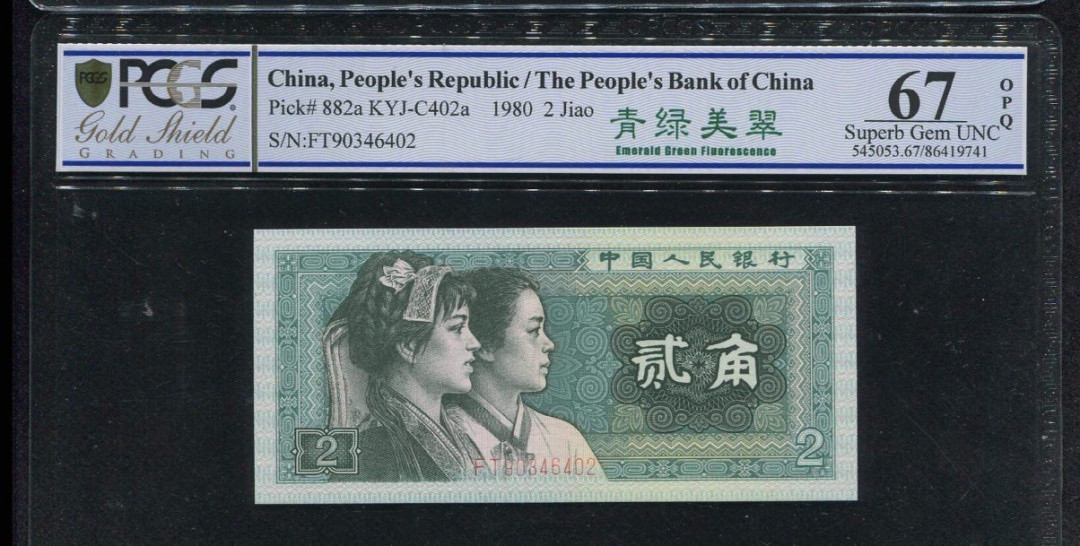 PCGS
PCGS
Gold Shield
GRADING
China, People's Republic / The People's Bank of China
Pick# 882a KYJ-C402a 1980 2 Jiao
S/N:FT90346402
青绿美翠
Emerald Green Fluorescence
67
OPQ
Superb Gem UNC
545053.67/86419741
中国人民银行
贰角
2
FT90346402
2